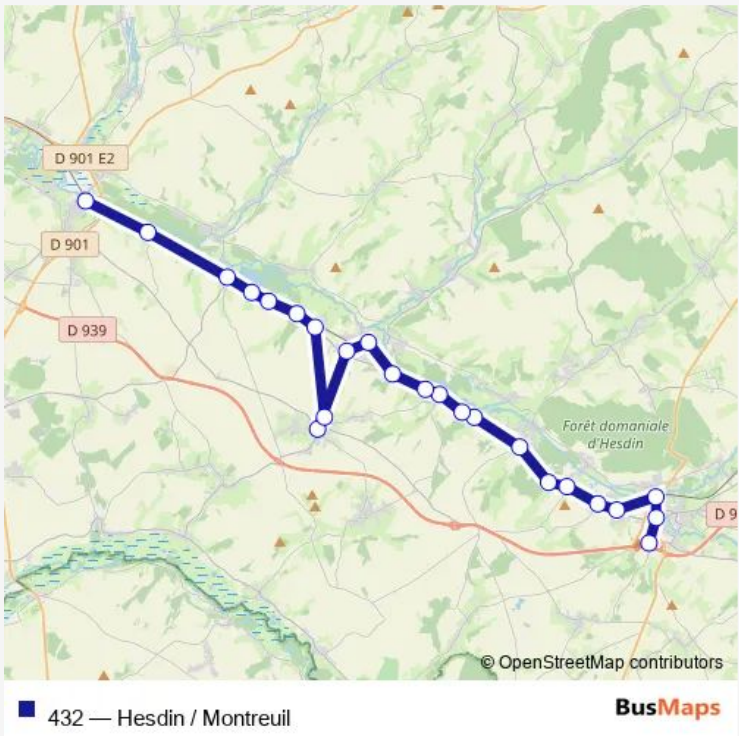 D 901 E2
D 901
D 939
Forêt domaniale
d'Hesdin
D 9
© OpenStreetMap contributors
432 — Hesdin / Montreuil
BusMaps